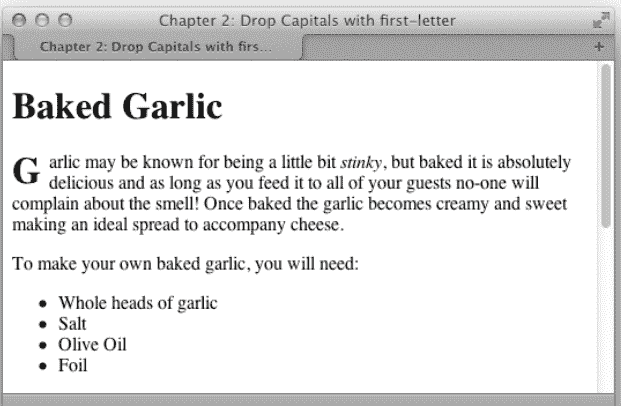 Chapter 2: Drop Capitals with first-letter
Chapter 2: Drop Capitals with firs...
Baked Garlic
Garlic may be known for being a little bit stinky, but baked it is absolutely
delicious and as long as you feed it to all of your guests no-one will
complain about the smell! Once baked the garlic becomes creamy and sweet
making an ideal spread to accompany cheese.
To make your own baked garlic, you will need:
• Whole heads of garlic
• Salt
• Olive Oil
• Foil